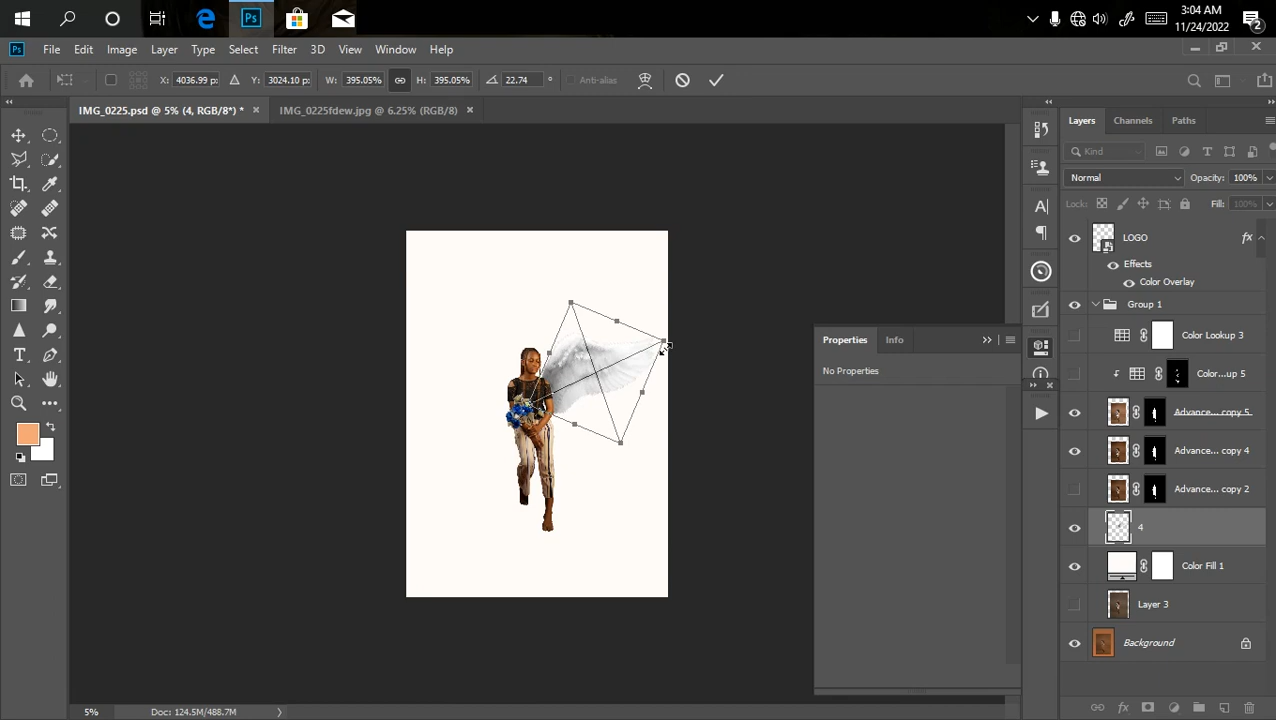 3:04 AM
11/24/2022
2
Ps File Edit Image Layer Type Select Filter 3D View Window Help
X: 4036.99 p: Y: 3024.10 p: W: 395.05% H: 395.05% 22.74 ° Anti-alias
IMG_0225.psd @ 5% (4, RGB/8*) * × IMG_0225fdew.jpg @ 6.25% (RGB/8) ×
Layers Channels Paths
Kind
Normal Opacity: 100%
Lock: Fill: 100%
LOGO fx
Effects
Color Overlay
Group 1
Color Lookup 3
Color...up 5
Advance... copy 5
Advance... copy 4
Advance... copy 2
4
Color Fill 1
Layer 3
Background
Properties Info
No Properties
5% Doc: 124.5M/488.7M